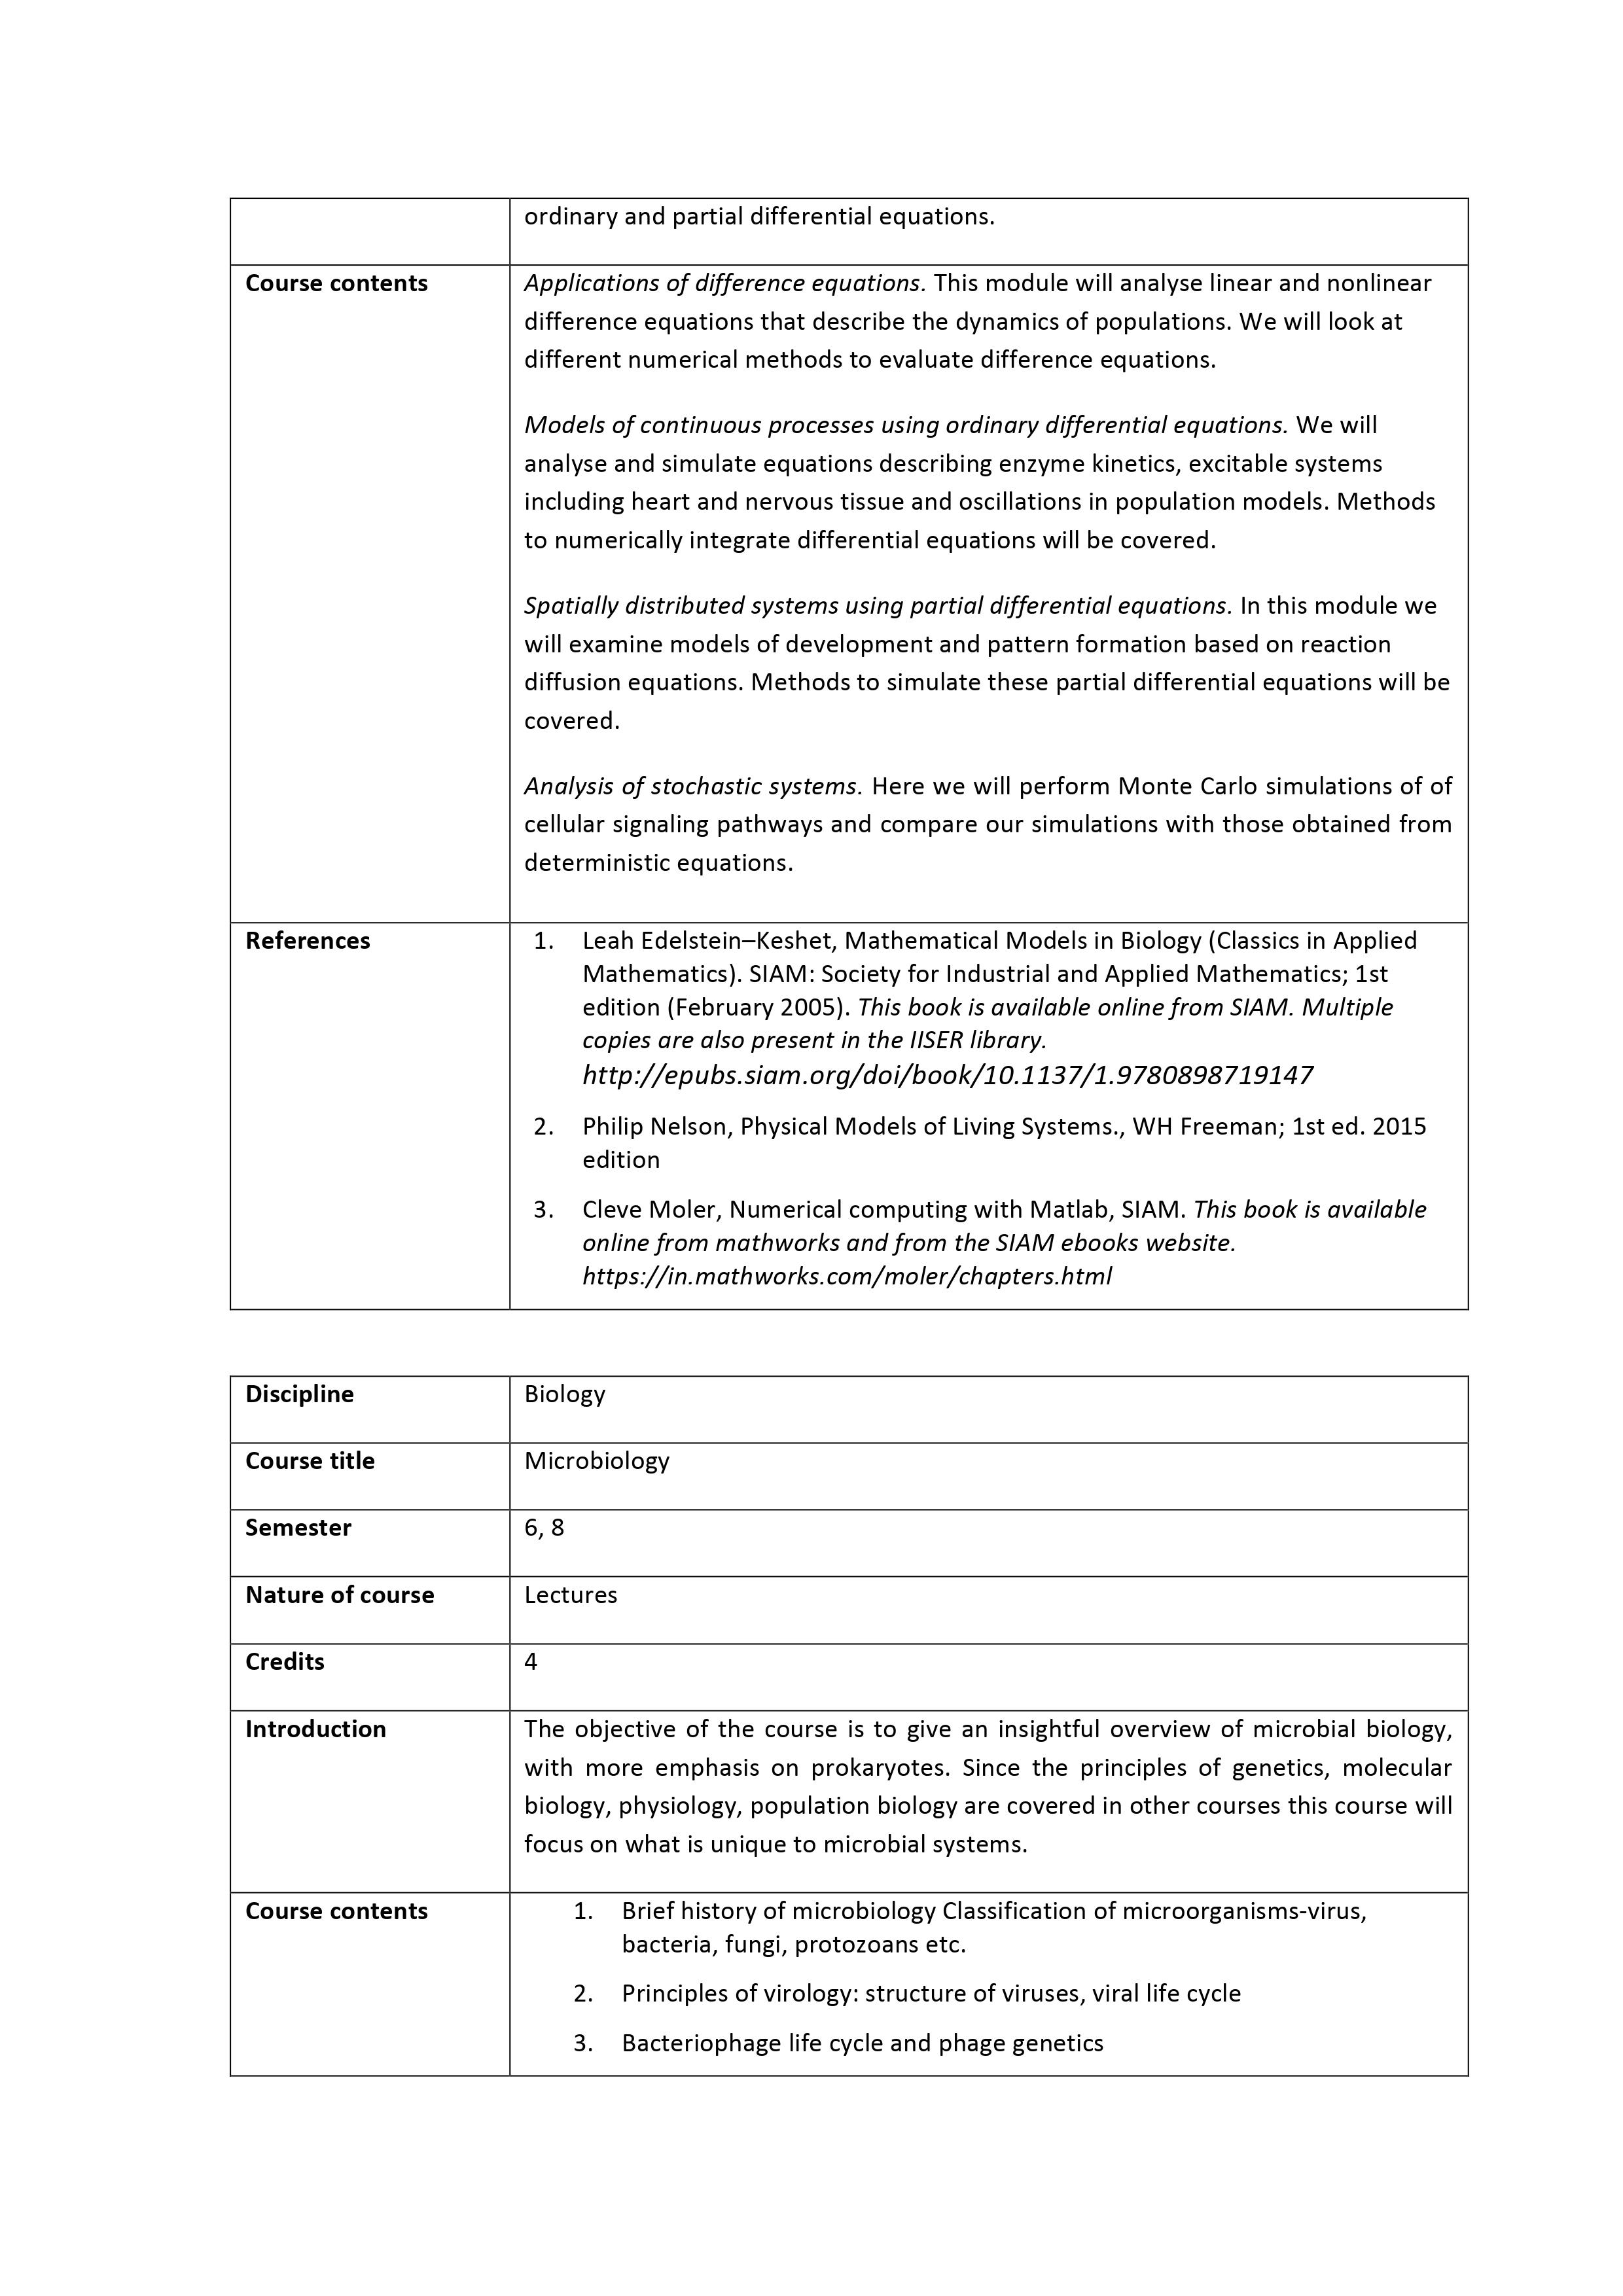 ordinary and partial differential equations.
Course contents
Applications of difference equations. This module will analyse linear and nonlinear
difference equations that describe the dynamics of populations. We will look at
different numerical methods to evaluate difference equations.
Models of continuous processes using ordinary differential equations. We will
analyse and simulate equations describing enzyme kinetics, excitable systems
including heart and nervous tissue and oscillations in population models. Methods
to numerically integrate differential equations will be covered.
Spatially distributed systems using partial differential equations. In this module we
will examine models of development and pattern formation based on reaction
diffusion equations. Methods to simulate these partial differential equations will be
covered.
Analysis of stochastic systems. Here we will perform Monte Carlo simulations of of
cellular signaling pathways and compare our simulations with those obtained from
deterministic equations.
References
1. Leah Edelstein–Keshet, Mathematical Models in Biology (Classics in Applied
Mathematics). SIAM: Society for Industrial and Applied Mathematics; 1st
edition (February 2005). This book is available online from SIAM. Multiple
copies are also present in the IISER library.
http://epubs.siam.org/doi/book/10.1137/1.9780898719147
2. Philip Nelson, Physical Models of Living Systems., WH Freeman; 1st ed. 2015
edition
3. Cleve Moler, Numerical computing with Matlab, SIAM. This book is available
online from mathworks and from the SIAM ebooks website.
https://in.mathworks.com/moler/chapters.html
Discipline Biology
Course title Microbiology
Semester 6, 8
Nature of course Lectures
Credits 4
Introduction
The objective of the course is to give an insightful overview of microbial biology,
with more emphasis on prokaryotes. Since the principles of genetics, molecular
biology, physiology, population biology are covered in other courses this course will
focus on what is unique to microbial systems.
Course contents
1. Brief history of microbiology Classification of microorganisms-virus,
bacteria, fungi, protozoans etc.
2. Principles of virology: structure of viruses, viral life cycle
3. Bacteriophage life cycle and phage genetics